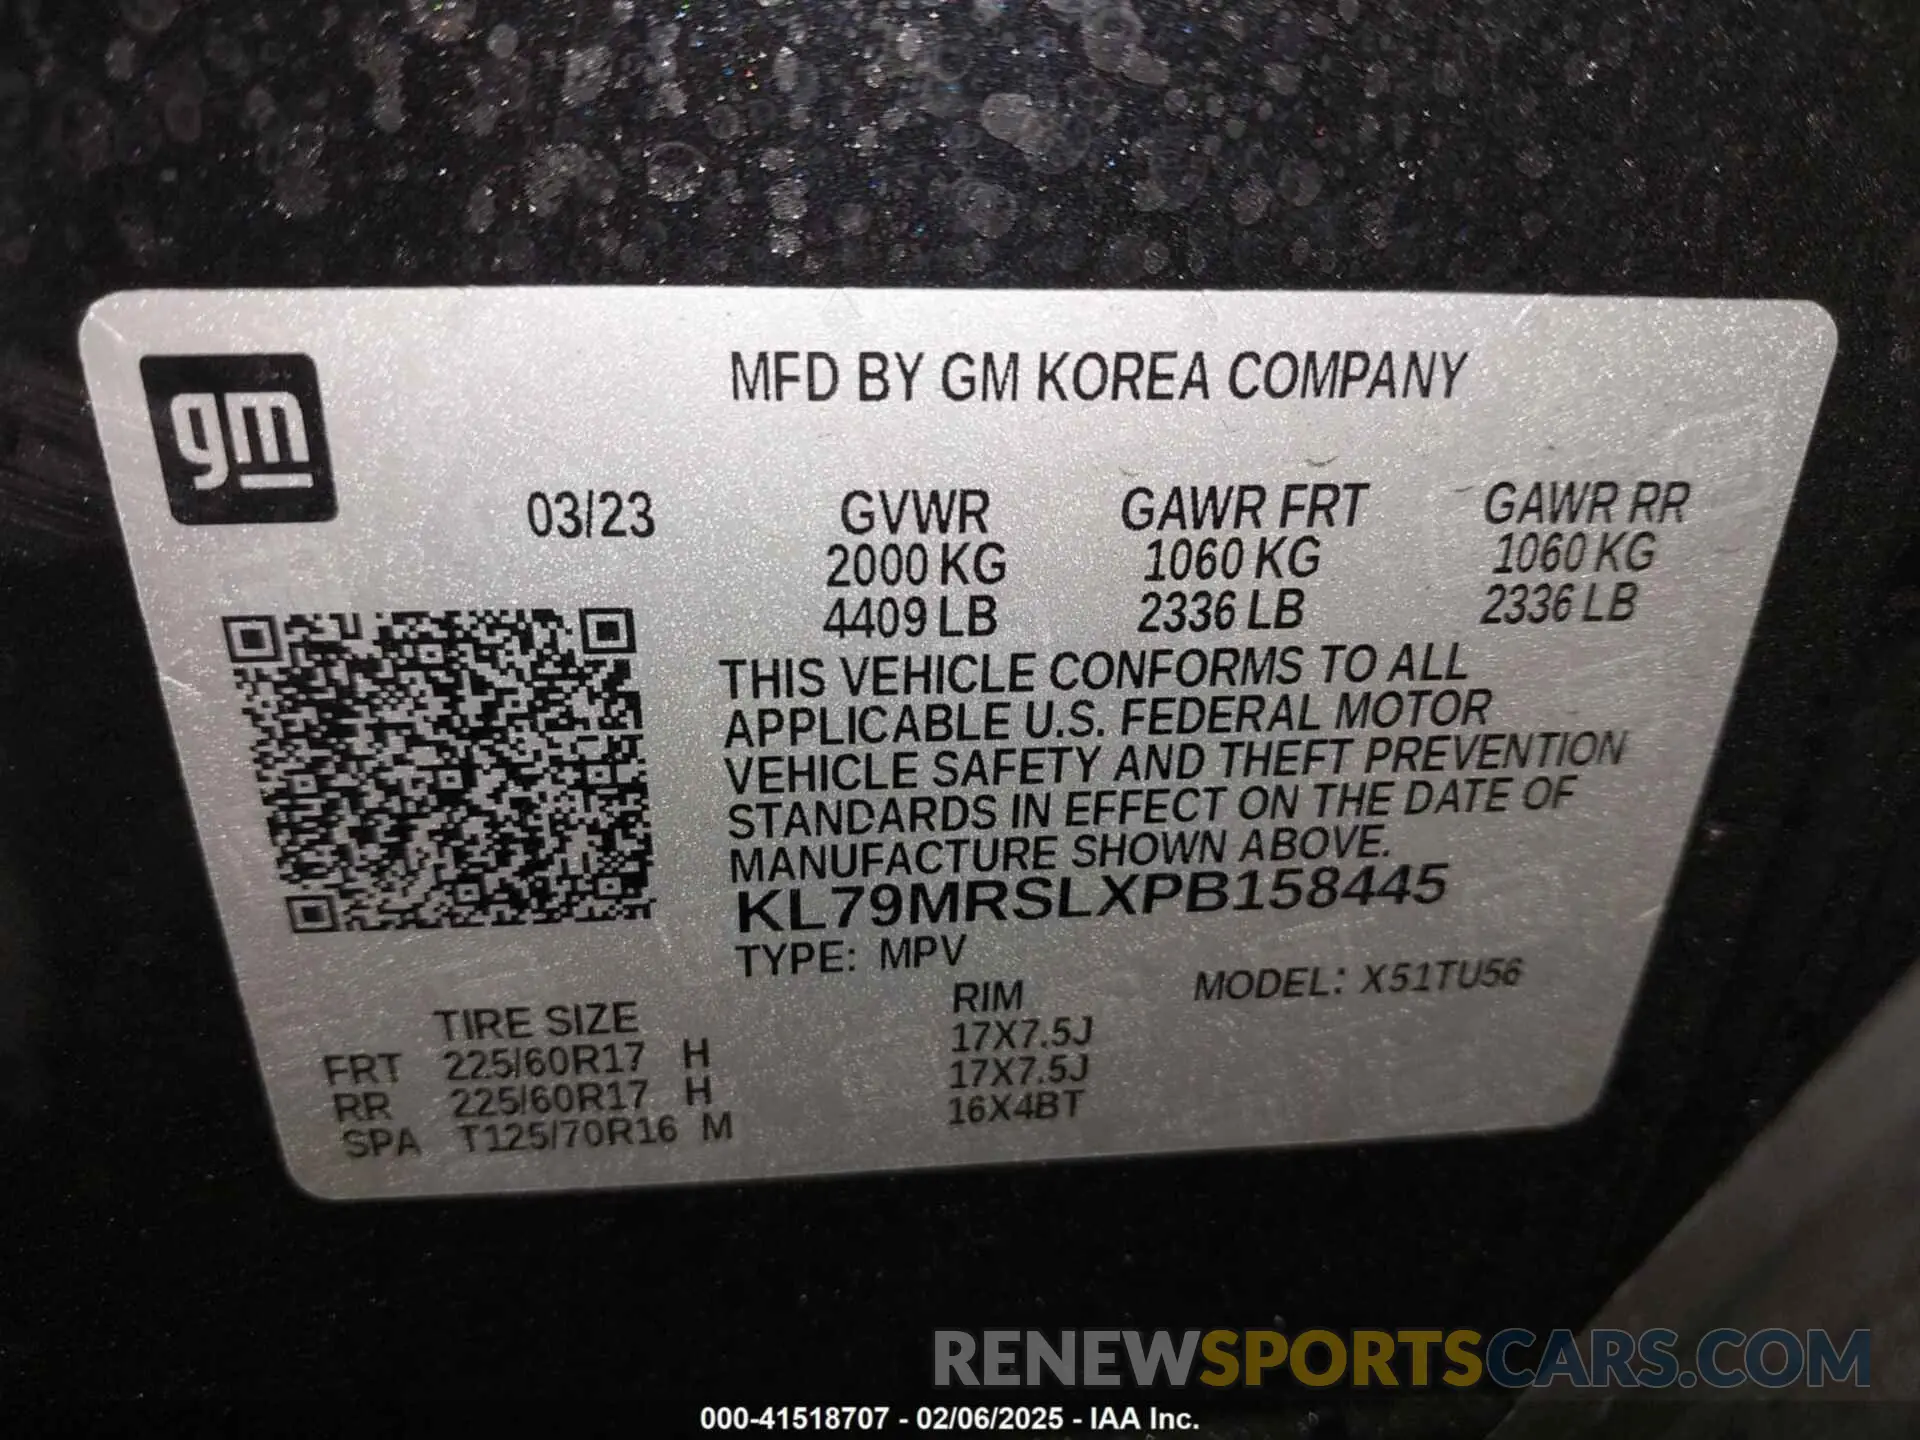 MFD BY GM KOREA COMPANY
gm
03/23 GVWR GAWR FRT GAWR RR
2000 KG 1060 KG 1060 KG
4409 LB 2336 LB 2336 LB
THIS VEHICLE CONFORMS TO ALL
APPLICABLE U.S. FEDERAL MOTOR
VEHICLE SAFETY AND THEFT PREVENTION
STANDARDS IN EFFECT ON THE DATE OF
MANUFACTURE SHOWN ABOVE.
KL79MRSLXPB158445
TYPE: MPV
MODEL: X51TU56
TIRE SIZE RIM
FRT 225/60R17 H 17X7.5J
RR 225/60R17 H 17X7.5J
SPA T125/70R16 M 16X4BT
RENEWSPORTSCARS.COM
000-41518707 - 02/06/2025 - IAA Inc.